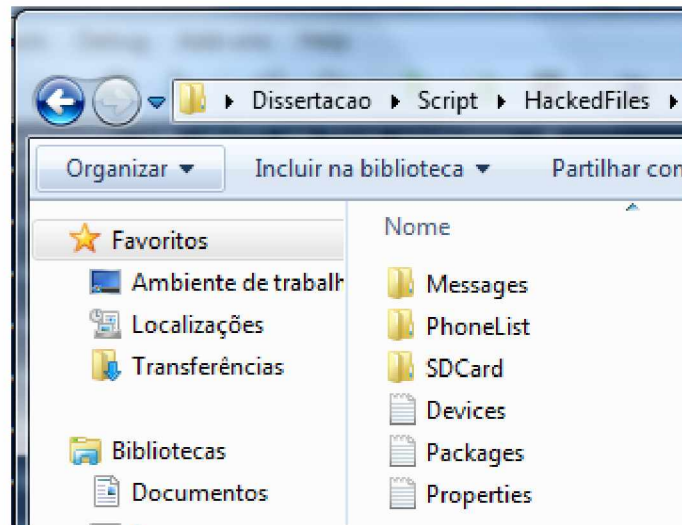 Dissertacao ▸ Script ▸ HackedFiles ▸
Organizar ▾ Incluir na biblioteca ▾ Partilhar com
Favoritos
Ambiente de trabalh
Localizações
Transferências
Bibliotecas
Documentos
Nome
Messages
PhoneList
SDCard
Devices
Packages
Properties